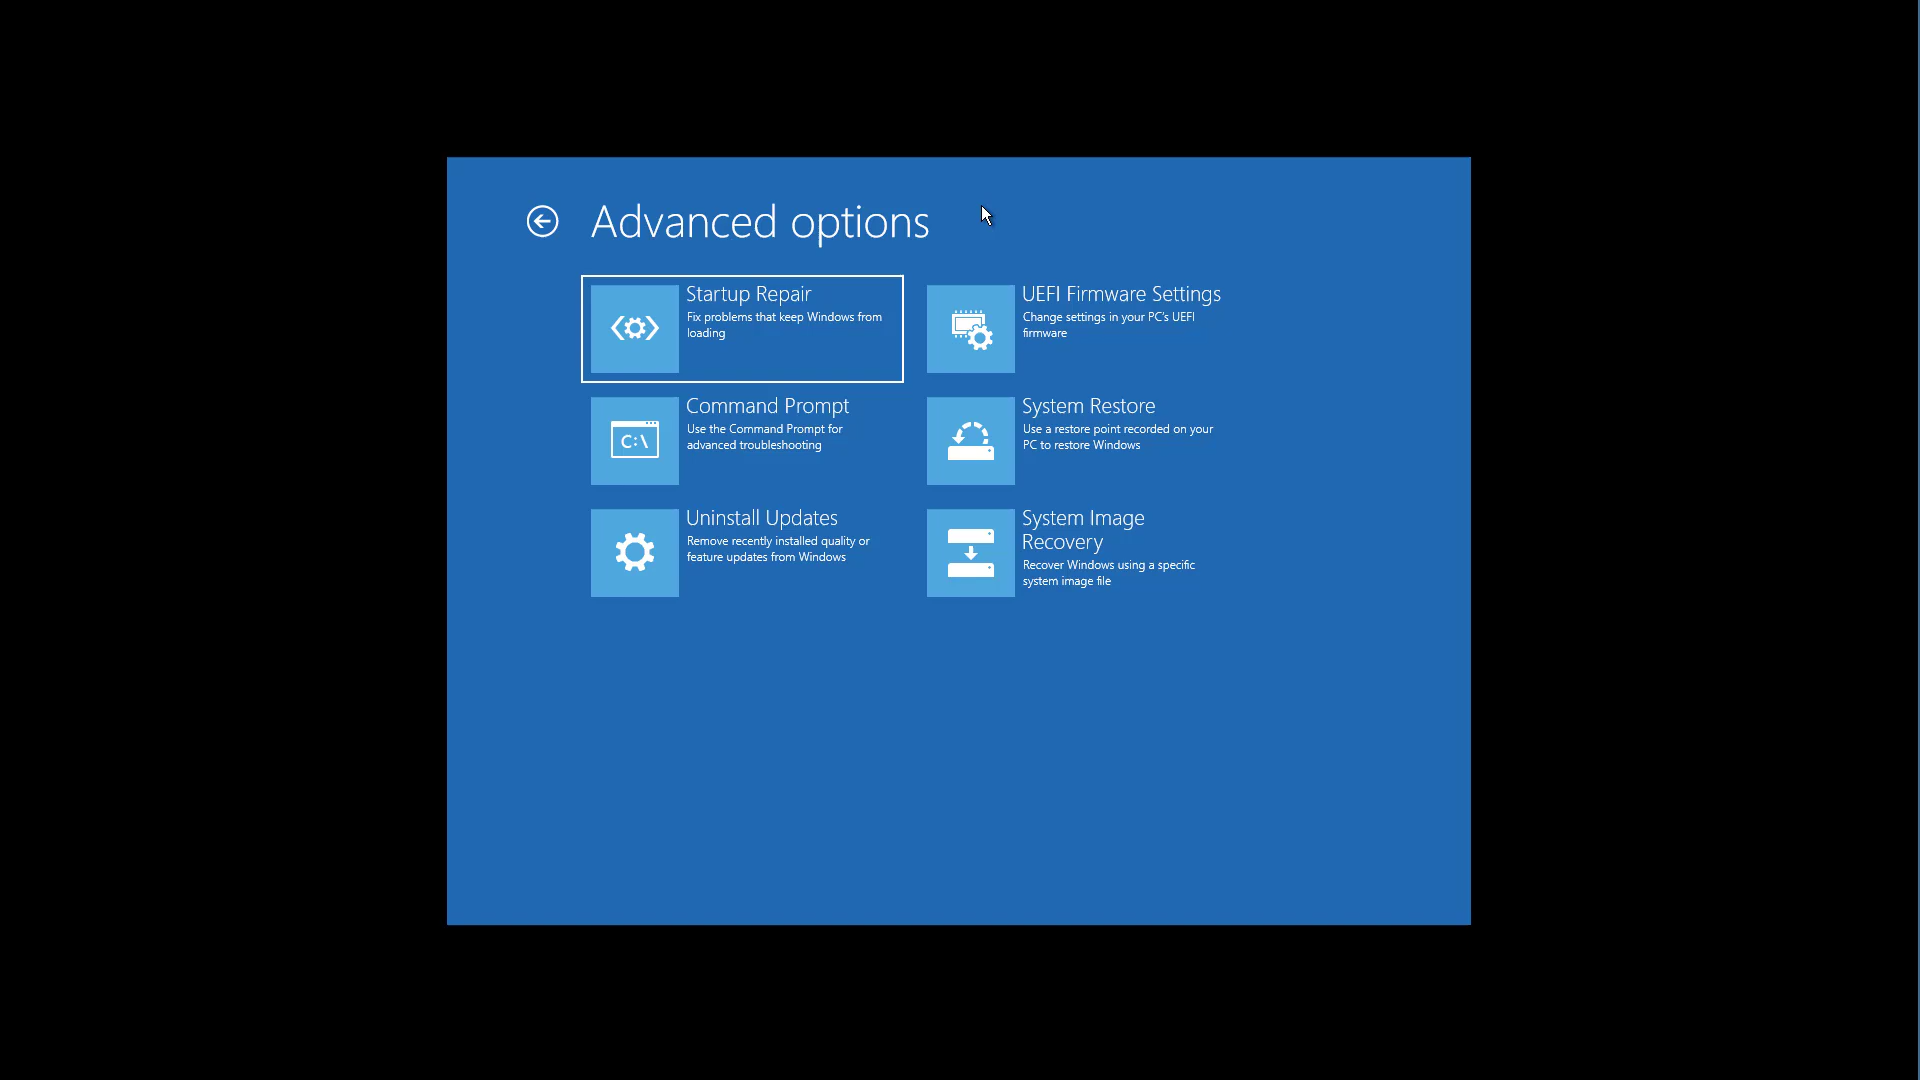 Advanced options
Startup Repair
Fix problems that keep Windows from
loading
UEFI Firmware Settings
Change settings in your PC's UEFI
firmware
C:\
Command Prompt
Use the Command Prompt for
advanced troubleshooting
System Restore
Use a restore point recorded on your
PC to restore Windows
Uninstall Updates
Remove recently installed quality or
feature updates from Windows
System Image
Recovery
Recover Windows using a specific
system image file